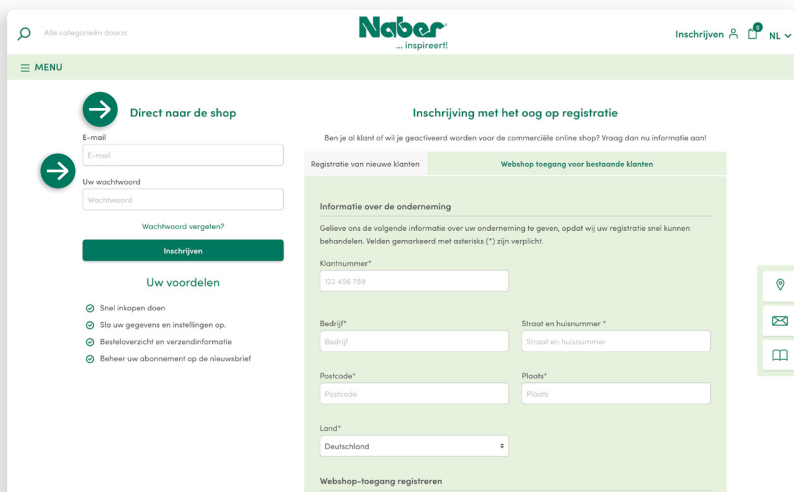 Alle categorieën doorzc
Naber
... inspireert!
Inschrijven
0
NL
MENU
Direct naar de shop
E-mail
E-mail
Uw wachtwoord
Wachtwoord
Wachtwoord vergeten?
Inschrijven
Uw voordelen
Snel inkopen doen
Sla uw gegevens en instellingen op.
Besteloverzicht en verzendinformatie
Beheer uw abonnement op de nieuwsbrief
Inschrijving met het oog op registratie
Ben je al klant of wil je geactiveerd worden voor de commerciële online shop? Vraag dan nu informatie aan!
Registratie van nieuwe klanten
Webshop toegang voor bestaande klanten
Informatie over de onderneming
Gelieve ons de volgende informatie over uw onderneming te geven, opdat wij uw registratie snel kunnen
behandelen. Velden gemarkeerd met asterisks (*) zijn verplicht.
Klantnummer*
123 456 789
Bedrijf*
Straat en huisnummer *
Bedrijf
Straat en huisnummer
Postcode*
Plaats*
Postcode
Plaats
Land*
Deutschland
Webshop-toegang registreren